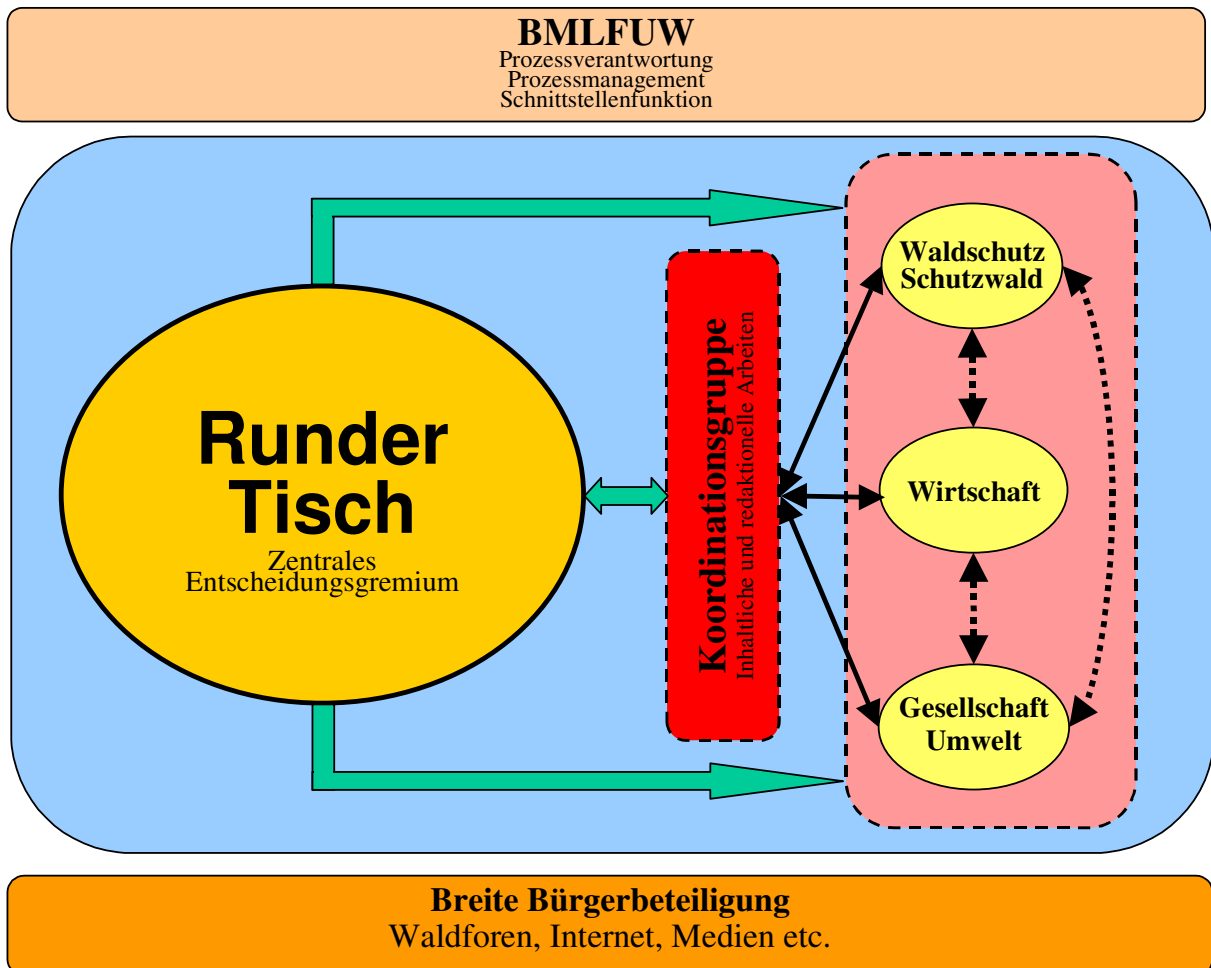 BMLFUW
Prozessverantwortung
Prozessmanagement
Schnittstellenfunktion
Runder
Tisch
Zentrales
Entscheidungsgremium
Koordinationsgruppe
Inhaltliche und redaktionelle Arbeiten
Waldschutz
Schutzwald
Wirtschaft
Gesellschaft
Umwelt
Breite Bürgerbeteiligung
Waldforen, Internet, Medien etc.